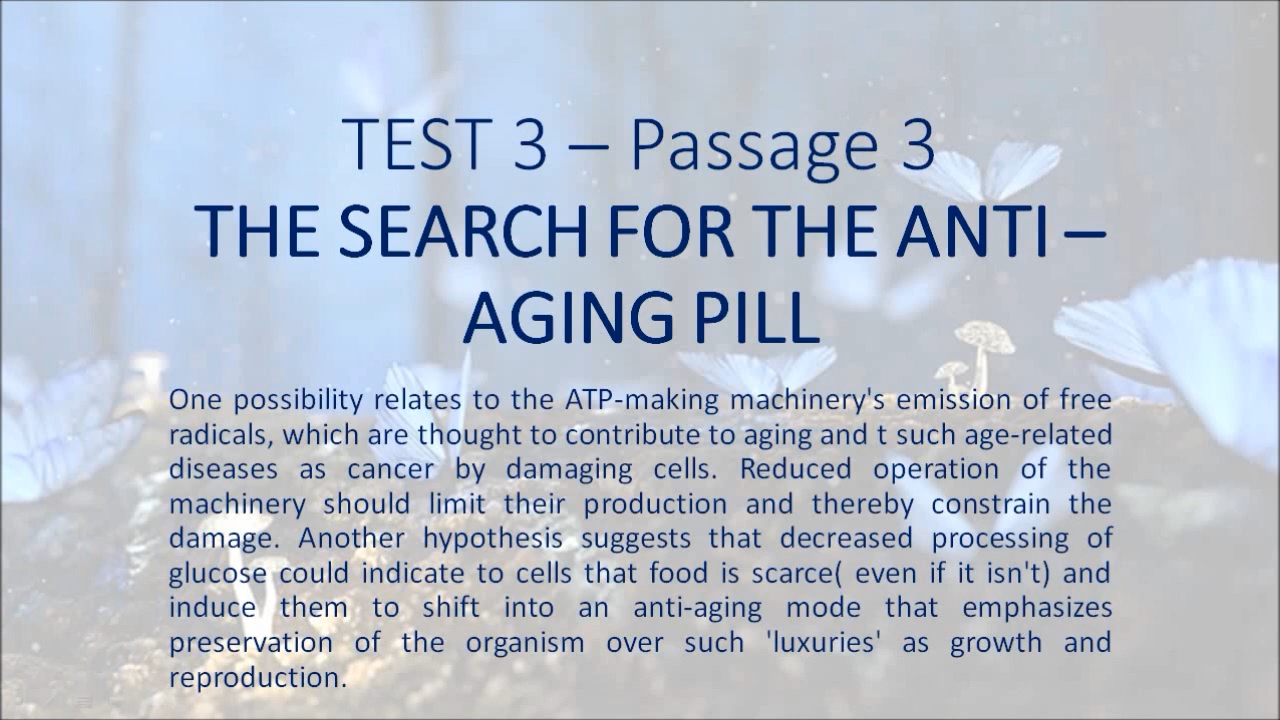 TEST 3 – Passage 3
THE SEARCH FOR THE ANTI –
AGING PILL
One possibility relates to the ATP-making machinery's emission of free
radicals, which are thought to contribute to aging and t such age-related
diseases as cancer by damaging cells. Reduced operation of the
machinery should limit their production and thereby constrain the
damage. Another hypothesis suggests that decreased processing of
glucose could indicate to cells that food is scarce( even if it isn't) and
induce them to shift into an anti-aging mode that emphasizes
preservation of the organism over such 'luxuries' as growth and
reproduction.